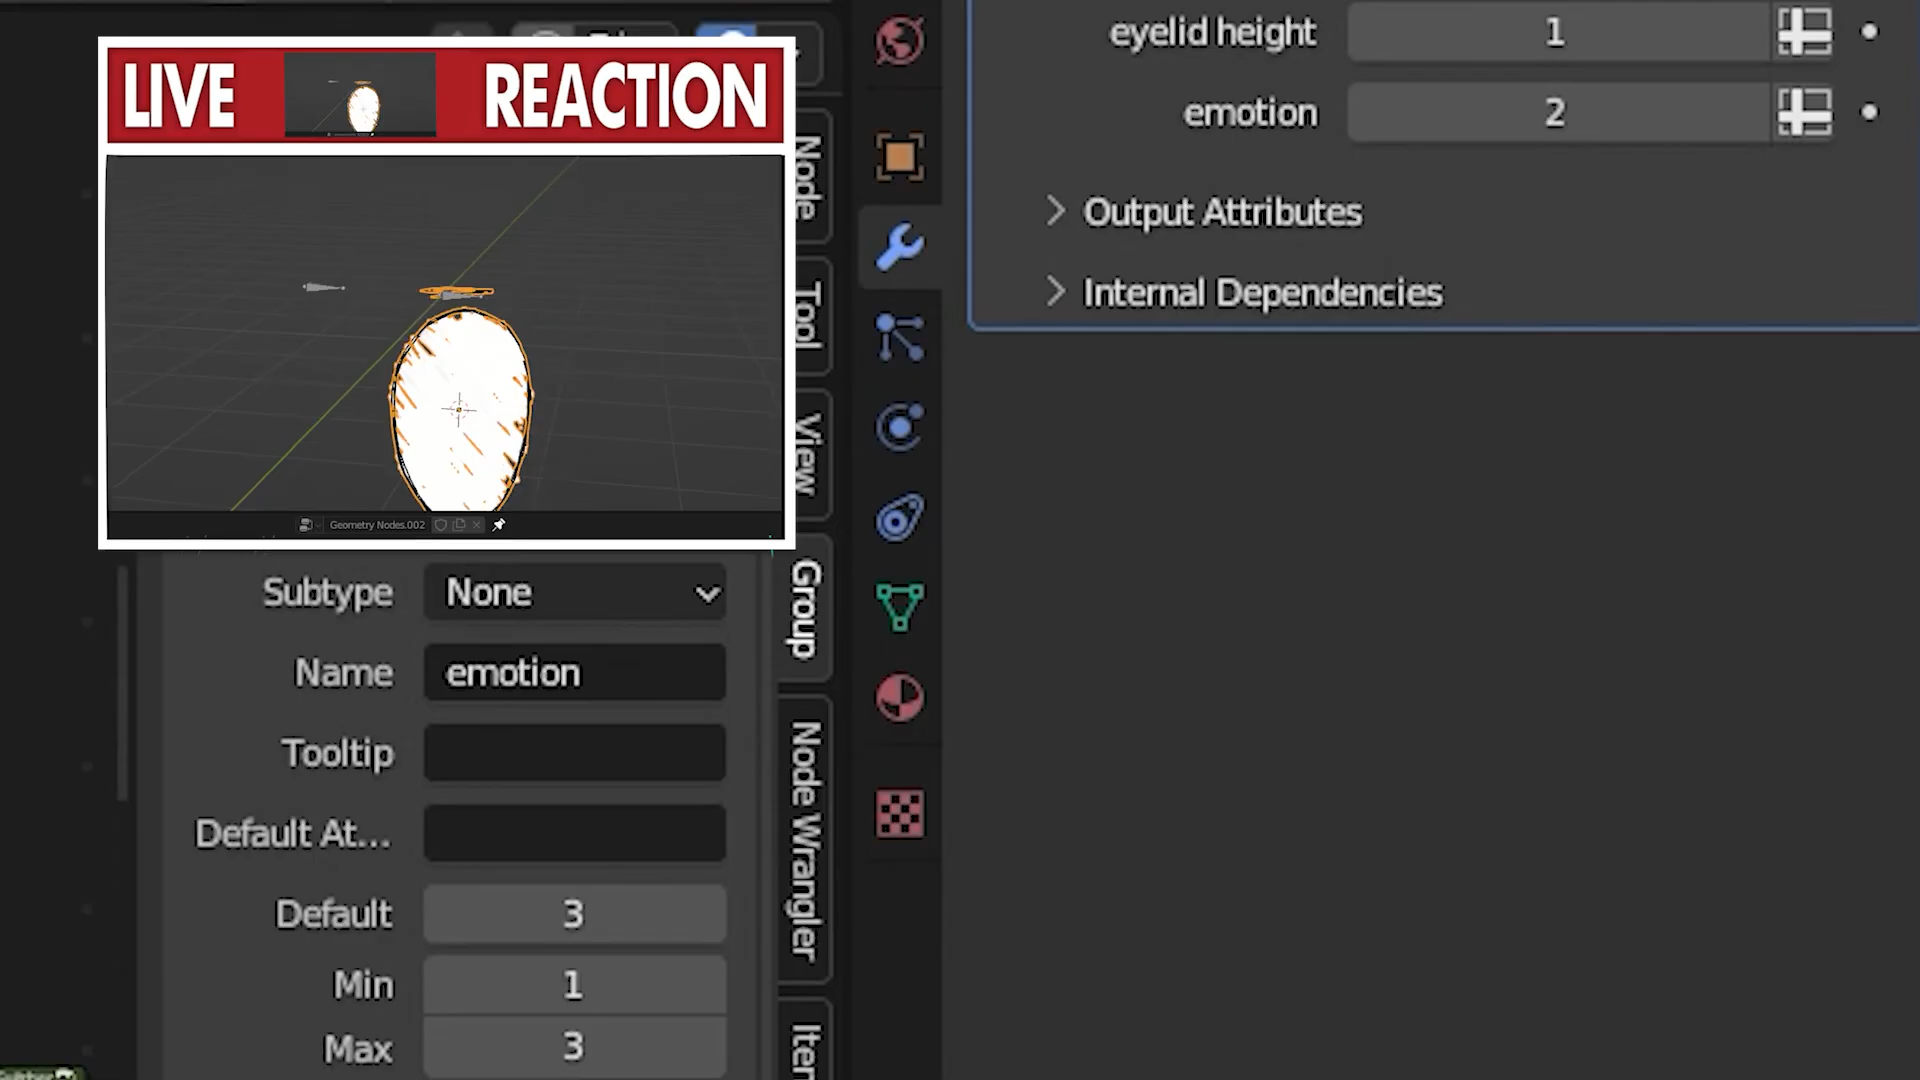 LIVE REACTION
Geometry Nodes.002
Subtype None
Name emotion
Tooltip
Default At...
Default 3
Min 1
Max 3
Node
Tool
View
Group
Node Wrangler
eyelid height 1
emotion 2
Output Attributes
Internal Dependencies